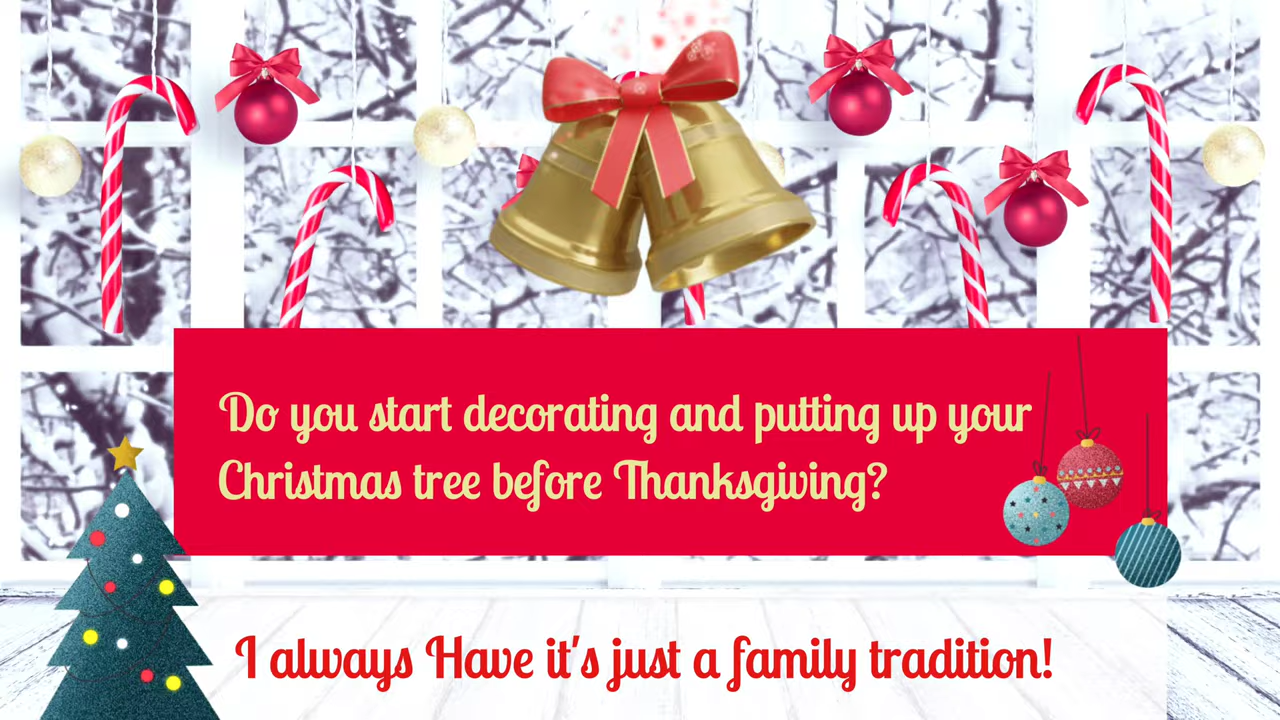 Do you start decorating and putting up your
Christmas tree before Thanksgiving?
I always Have it's just a family tradition!